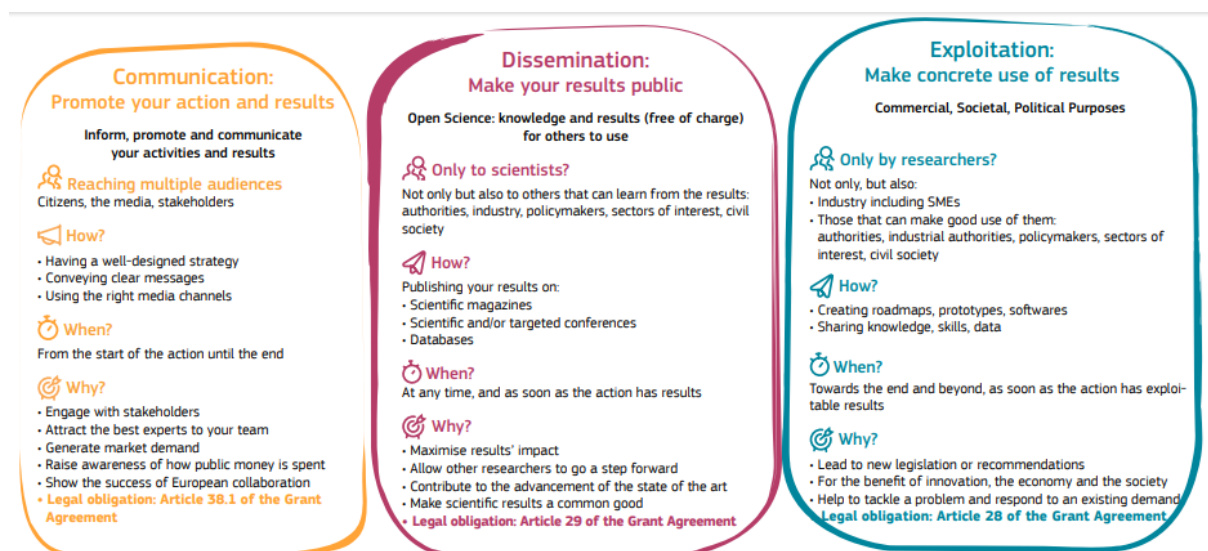 Communication:
Promote your action and results
Inform, promote and communicate
your activities and results
Reaching multiple audiences
Citizens, the media, stakeholders
How?
• Having a well-designed strategy
• Conveying clear messages
• Using the right media channels
When?
From the start of the action until the end
Why?
• Engage with stakeholders
• Attract the best experts to your team
• Generate market demand
• Raise awareness of how public money is spent
• Show the success of European collaboration
• Legal obligation: Article 38.1 of the Grant
Agreement
Dissemination:
Make your results public
Open Science: knowledge and results (free of charge)
for others to use
Only to scientists?
Not only but also to others that can learn from the results:
authorities, industry, policymakers, sectors of interest, civil
society
How?
Publishing your results on:
• Scientific magazines
• Scientific and/or targeted conferences
• Databases
When?
At any time, and as soon as the action has results
Why?
• Maximise results' impact
• Allow other researchers to go a step forward
• Contribute to the advancement of the state of the art
• Make scientific results a common good
• Legal obligation: Article 29 of the Grant Agreement
Exploitation:
Make concrete use of results
Commercial, Societal, Political Purposes
Only by researchers?
Not only, but also:
• Industry including SMEs
• Those that can make good use of them:
authorities, industrial authorities, policymakers, sectors of
interest, civil society
How?
• Creating roadmaps, prototypes, softwares
• Sharing knowledge, skills, data
When?
Towards the end and beyond, as soon as the action has exploi-
table results
Why?
• Lead to new legislation or recommendations
• For the benefit of innovation, the economy and the society
• Help to tackle a problem and respond to an existing demand
Legal obligation: Article 28 of the Grant Agreement